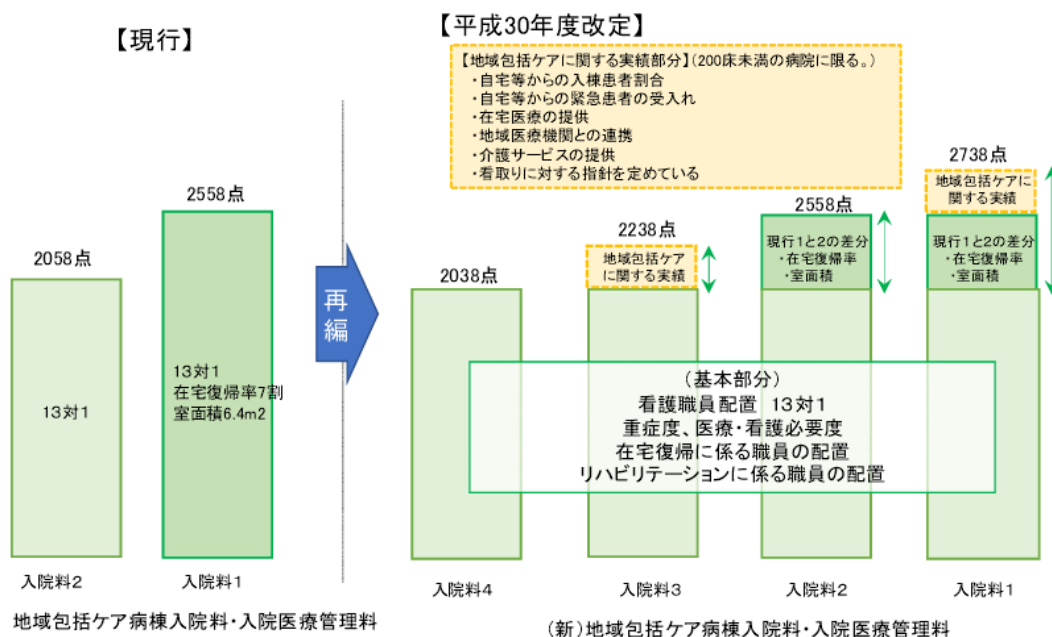 【現行】
2558点
2058点
13対1
13対1
在宅復帰率7割
室面積6.4m2
入院料2
入院料1
地域包括ケア病棟入院料・入院医療管理料
再編
【平成30年度改定】
【地域包括ケアに関する実績部分】(200床未満の病院に限る。)
・自宅等からの入棟患者割合
・自宅等からの緊急患者の受入れ
・在宅医療の提供
・地域医療機関との連携
・介護サービスの提供
・看取りに対する指針を定めている
2738点
地域包括ケアに
関する実績
2558点
現行1と2の差分
・在宅復帰率
・室面積
現行1と2の差分
・在宅復帰率
・室面積
2238点
地域包括ケア
に関する実績
2038点
(基本部分)
看護職員配置 13対1
重症度、医療・看護必要度
在宅復帰に係る職員の配置
リハビリテーションに係る職員の配置
入院料4
入院料3
入院料2
入院料1
(新)地域包括ケア病棟入院料・入院医療管理料